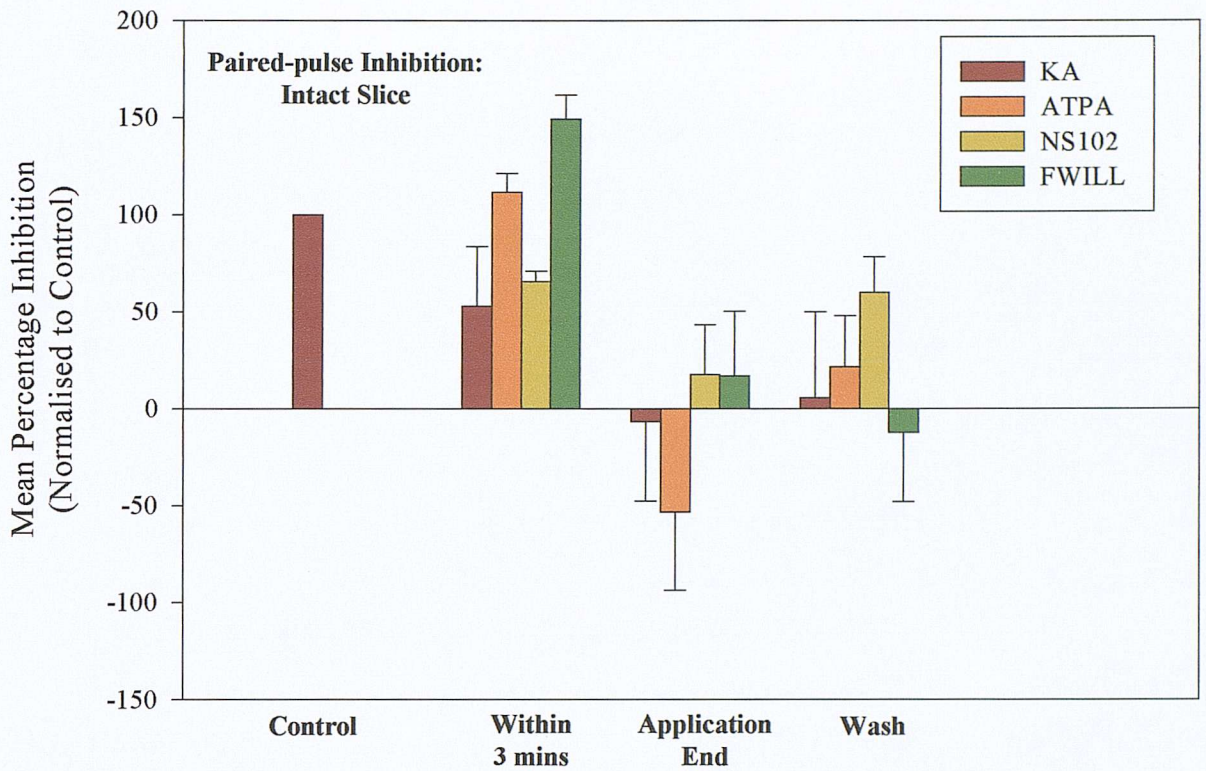 Paired-pulse Inhibition:
Intact Slice
KA
ATPA
NS102
FWILL
Mean Percentage Inhibition
(Normalised to Control)
200
150
100
50
0
-50
-100
-150
Control
Within
3 mins
Application
End
Wash